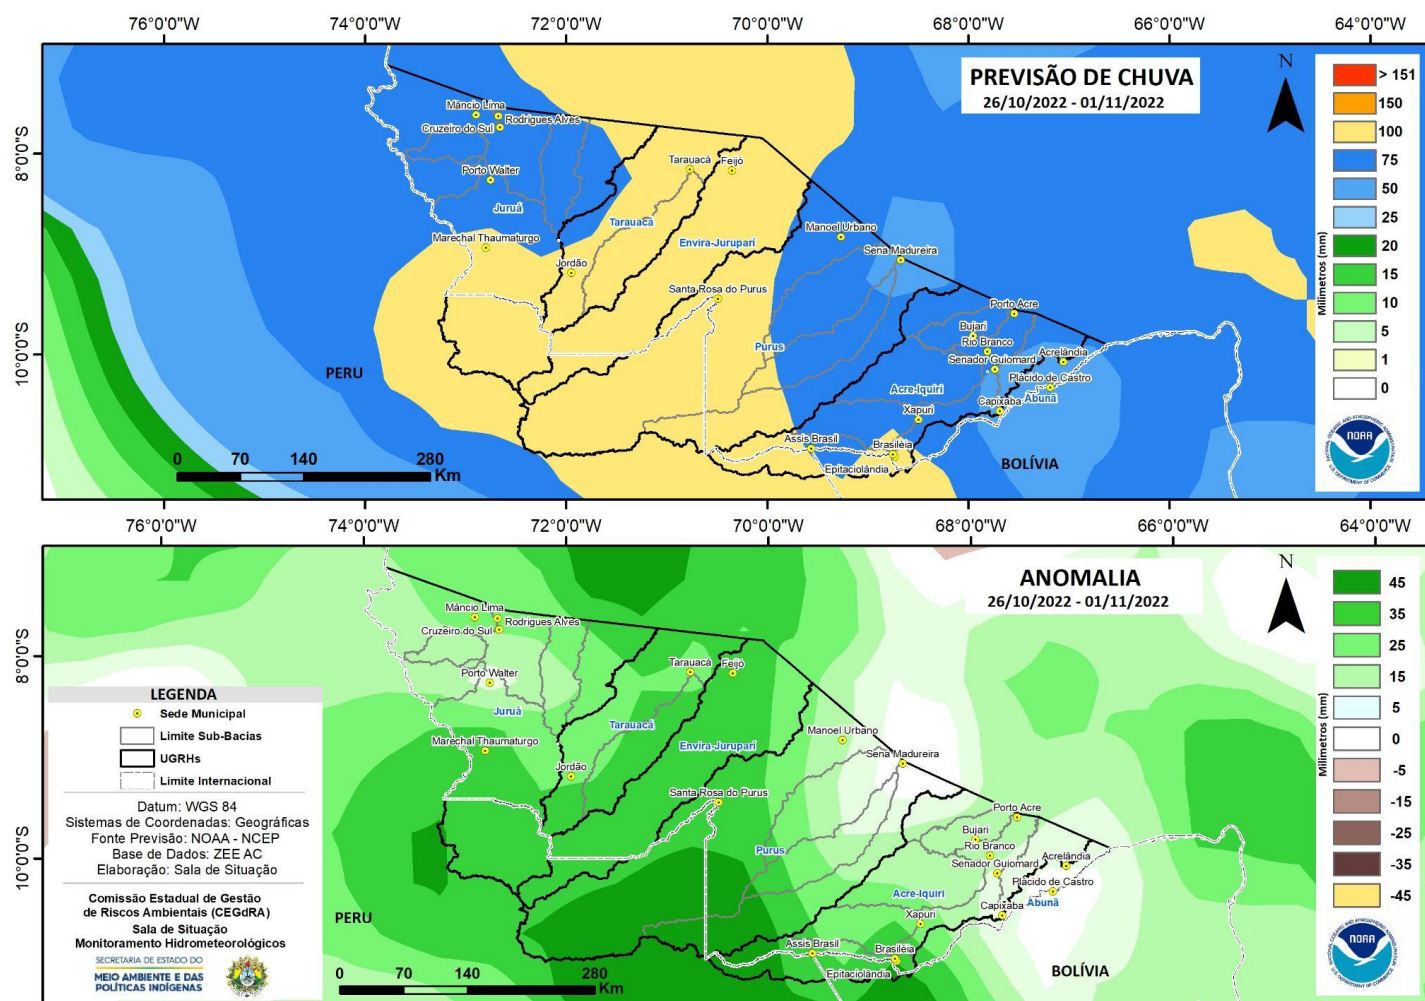 76°0'0"W 74°0'0"W 72°0'0"W 70°0'0"W 68°0'0"W 66°0'0"W 64°0'0"W
PREVISÃO DE CHUVA
26/10/2022 - 01/11/2022
N
> 151
150
100
75
50
25
20
15
10
5
1
0
Milímetros (mm)
8°0'0"S
10°0'0"S
Mâncio Lima
Rodrigues Alves
Cruzeiro do Sul
Porto Walter
Juruá
Marechal Thaumaturgo
Jordão
Tarauacá
Feijó
Tarauacá
Envira-Jurupari
Santa Rosa do Purus
Manoel Urbano
Sena Madureira
Purus
Porto Acre
Bujari
Rio Branco
Senador Guiomard
Acrelândia
Plácido de Castro
Abunã
Acre-Iquiri
Capixaba
Xapuri
Assis Brasil
Brasiléia
Epitaciolândia
PERU
BOLÍVIA
0 70 140 280
Km
NOAA
76°0'0"W 74°0'0"W 72°0'0"W 70°0'0"W 68°0'0"W 66°0'0"W 64°0'0"W
ANOMALIA
26/10/2022 - 01/11/2022
N
45
35
25
15
5
0
-5
-15
-25
-35
-45
Milímetros (mm)
8°0'0"S
10°0'0"S
Mâncio Lima
Rodrigues Alves
Cruzeiro do Sul
Porto Walter
Juruá
Marechal Thaumaturgo
Jordão
Tarauacá
Feijó
Tarauacá
Envira-Jurupari
Santa Rosa do Purus
Manoel Urbano
Sena Madureira
Purus
Porto Acre
Bujari
Rio Branco
Senador Guiomard
Acrelândia
Plácido de Castro
Abunã
Acre-Iquiri
Capixaba
Xapuri
Assis Brasil
Brasiléia
Epitaciolândia
PERU
BOLÍVIA
0 70 140 280
Km
NOAA
LEGENDA
Sede Municipal
Limite Sub-Bacias
UGRHs
Limite Internacional
Datum: WGS 84
Sistemas de Coordenadas: Geográficas
Fonte Previsão: NOAA - NCEP
Base de Dados: ZEE AC
Elaboração: Sala de Situação
Comissão Estadual de Gestão
de Riscos Ambientais (CEGdRA)
Sala de Situação
Monitoramento Hidrometeorológicos
SECRETARIA DE ESTADO DO
MEIO AMBIENTE E DAS
POLÍTICAS INDÍGENAS